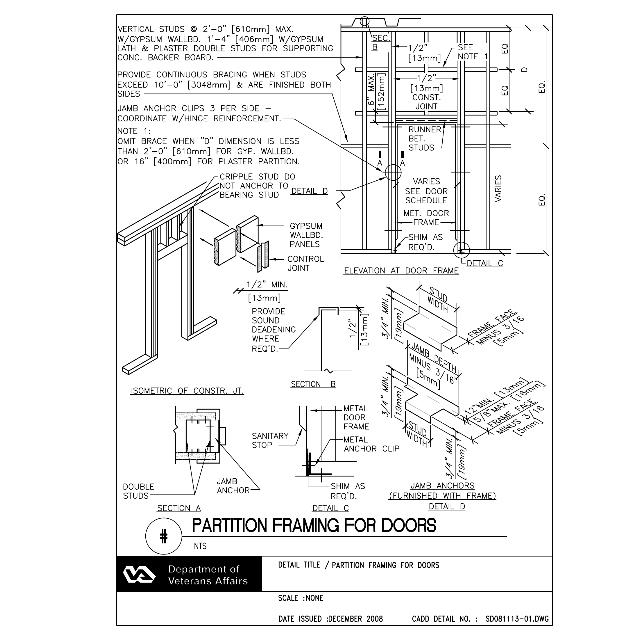 VERTICAL STUDS @ 2'-0" [610mm] MAX.
W/GYPSUM WALLBD. 1'-4" [406mm] W/GYPSUM
LATH & PLASTER DOUBLE STUDS FOR SUPPORTING
CONC. BACKER BOARD.
PROVIDE CONTINUOUS BRACING WHEN STUDS
EXCEED 10'-0" [3048mm] & ARE FINISHED BOTH
SIDES
JAMB ANCHOR CLIPS 3 PER SIDE -
COORDINATE W/HINGE REINFORCEMENT.
NOTE 1:
OMIT BRACE WHEN "D" DIMENSION IS LESS
THAN 2'-0" [610mm] FOR GYP. WALLBD.
OR 16" [400mm] FOR PLASTER PARTITION.
CRIPPLE STUD DO
NOT ANCHOR TO
BEARING STUD
DETAIL D
SEC.
B
1/2"
[13mm]
SEE
NOTE 1
1/2"
[13mm]
CONST.
JOINT
6" MAX.
[152mm]
RUNNER
BET.
STUDS
A
A
VARIES
SEE DOOR
SCHEDULE
MET. DOOR
FRAME
SHIM AS
REQ'D.
EQ
EQ
D
EQ.
EQ.
VARIES
DETAIL C
ELEVATION AT DOOR FRAME
GYPSUM
WALLBD.
PANELS
CONTROL
JOINT
ISOMETRIC OF CONSTR. JT.
1/2" MIN.
[13mm]
PROVIDE
SOUND
DEADENING
WHERE
REQ'D.
1/2"
[13mm]
SECTION B
STUD
WIDTH
3/4" MIN.
[19mm]
FRAME FACE
MINUS 3/16
[5mm]
JAMB DEPTH
MINUS 3/16"
[5mm]
3/4" MIN.
[19mm]
1/2"MIN. [13mm]
5/8"MAX. [16mm]
FRAME FACE
MINUS 3/16
[5mm]
STUD
WIDTH
3/4" MIN.
[19mm]
JAMB ANCHORS
(FURNISHED WITH FRAME)
DETAIL D
DOUBLE
STUDS
JAMB
ANCHOR
SECTION A
SANITARY
STOP
METAL
DOOR
FRAME
METAL
ANCHOR CLIP
SHIM AS
REQ'D.
DETAIL C
#
PARTITION FRAMING FOR DOORS
NTS
VA
Department of
Veterans Affairs
DETAIL TITLE / PARTITION FRAMING FOR DOORS
SCALE :NONE
DATE ISSUED :DECEMBER 2008
CADD DETAIL NO. : SD081113-01.DWG